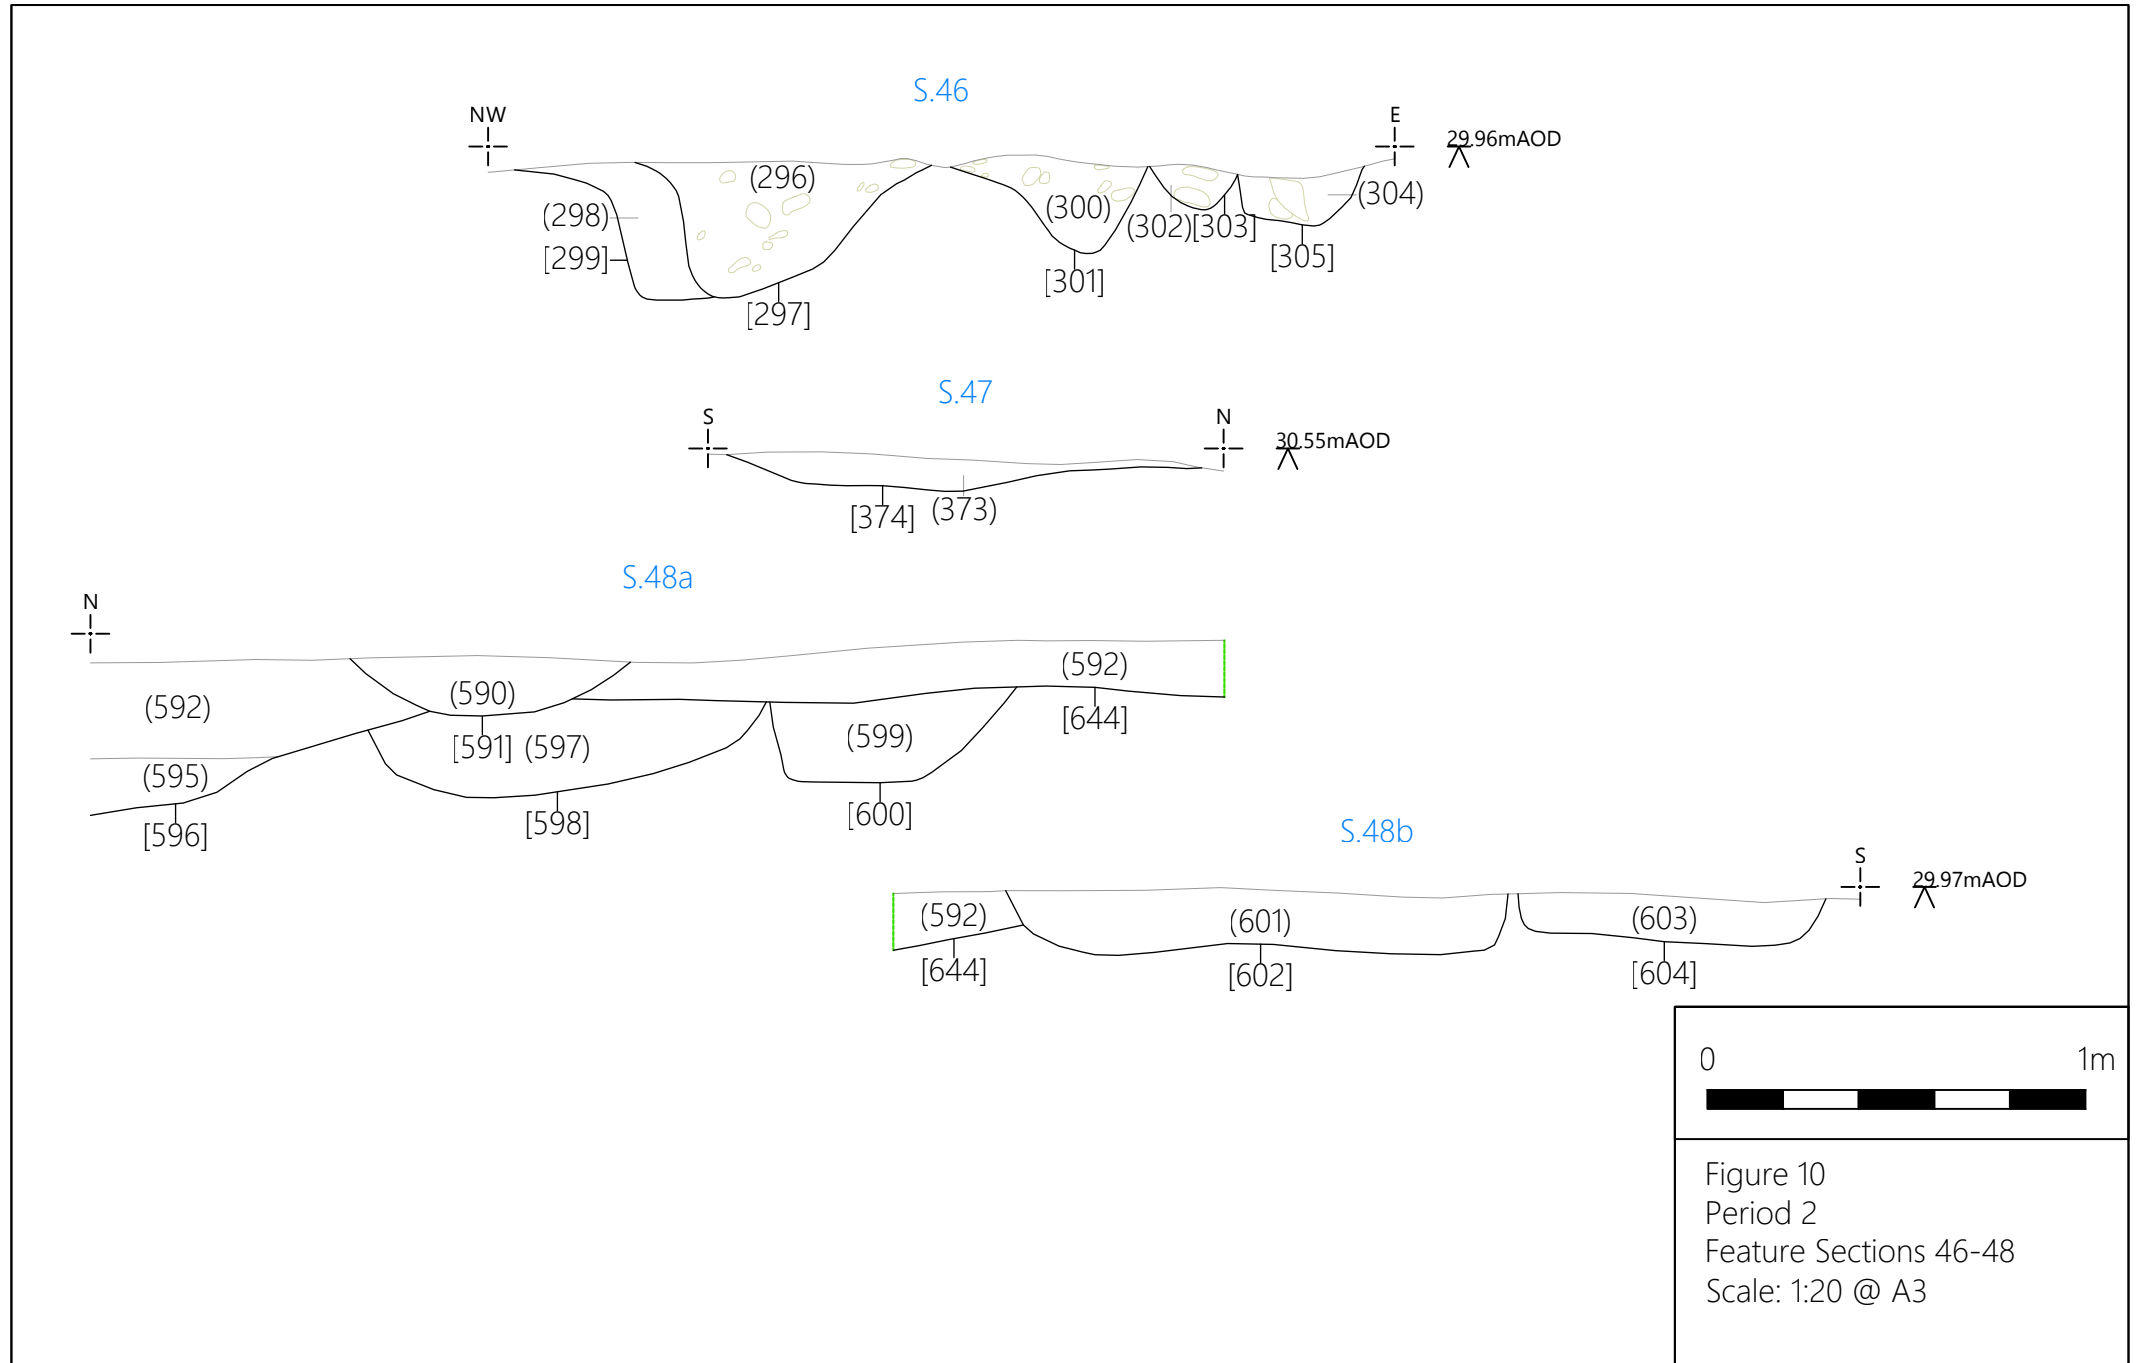 S.46
NW
E
29.96mAOD
(296)
(298)
[299]
[297]
(300)
[301]
(302)
[303]
(304)
[305]
S.47
S
N
30.55mAOD
[374]
(373)
S.48a
N
(592)
(590)
(592)
[591]
(597)
(599)
[644]
(595)
[596]
[598]
[600]
S.48b
S
29.97mAOD
(592)
(601)
(603)
[644]
[602]
[604]
0 1m
Figure 10
Period 2
Feature Sections 46-48
Scale: 1:20 @ A3